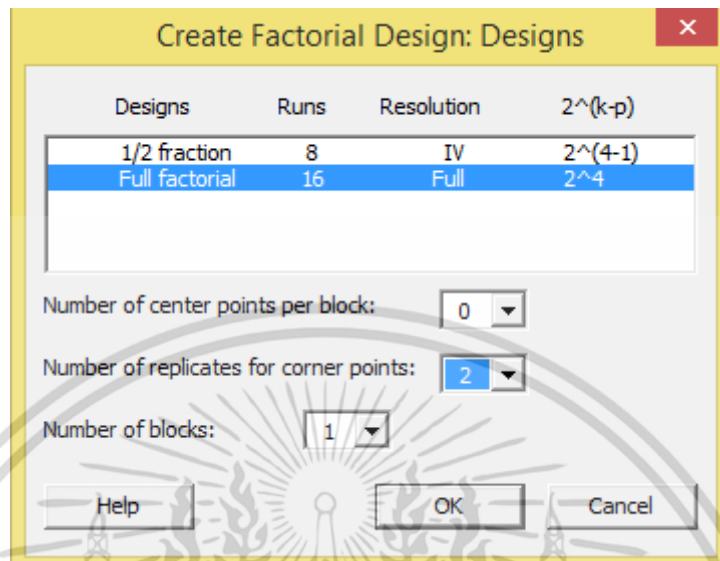 Create Factorial Design: Designs
Designs Runs Resolution 2^(k-p)
1/2 fraction 8 IV 2^(4-1)
Full factorial 16 Full 2^4
Number of center points per block: 0
Number of replicates for corner points: 2
Number of blocks: 1
Help OK Cancel